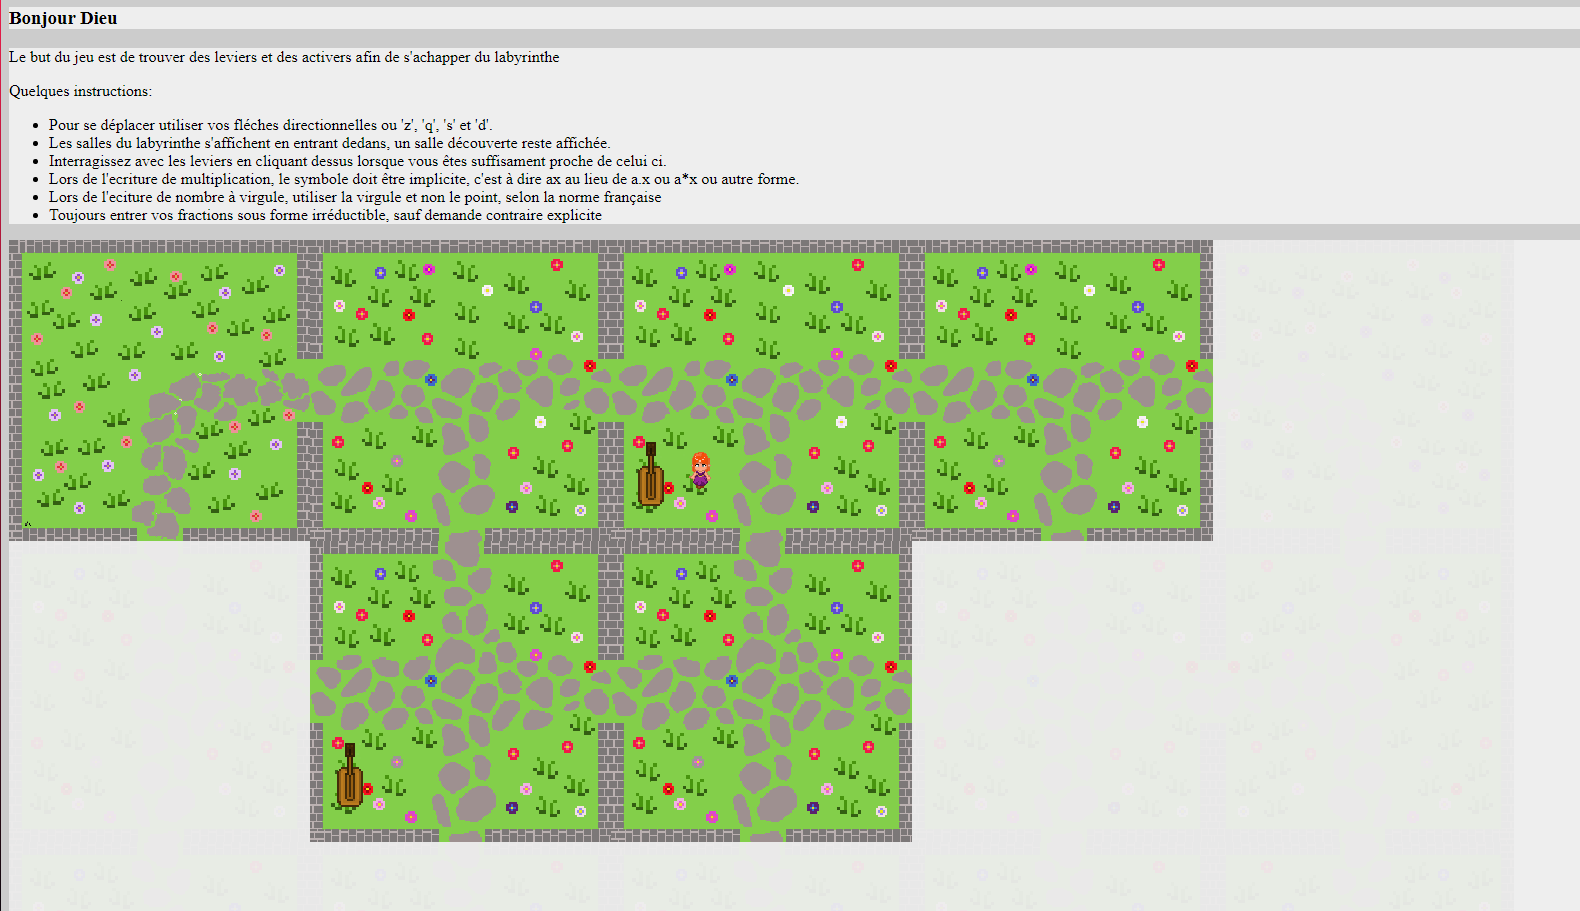 Bonjour Dieu
Le but du jeu est de trouver des leviers et des activers afin de s'achapper du labyrinthe
Quelques instructions:
Pour se déplacer utiliser vos fléches directionnelles ou 'z', 'q', 's' et 'd'.
Les salles du labyrinthe s'affichent en entrant dedans, un salle découverte reste affichée.
Interragissez avec les leviers en cliquant dessus lorsque vous êtes suffisament proche de celui ci.
Lors de l'ecriture de multiplication, le symbole doit être implicite, c'est à dire ax au lieu de a.x ou a*x ou autre forme.
Lors de l'eciture de nombre à virgule, utiliser la virgule et non le point, selon la norme française
Toujours entrer vos fractions sous forme irréductible, sauf demande contraire explicite